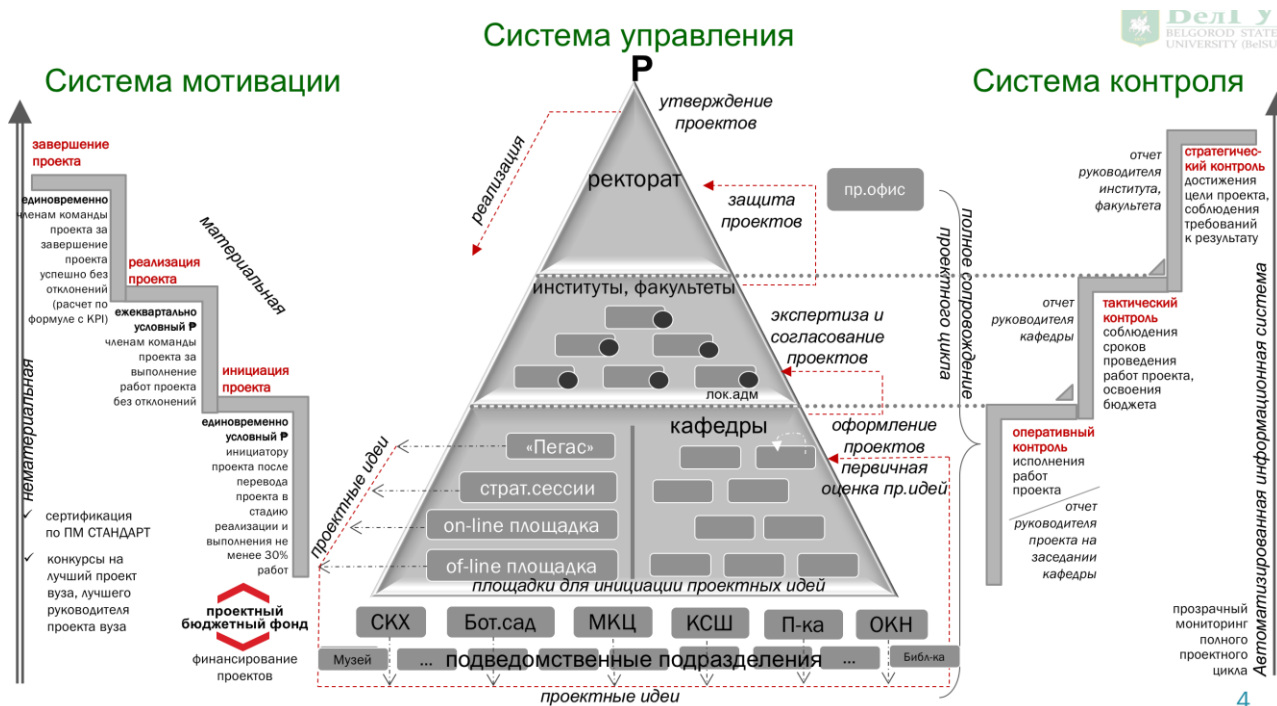 Система управления
БелГУ
BELGOROD STATE
UNIVERSITY (BelSU)
Система мотивации
Система контроля
Р
утверждение
проектов
реализация
ректорат
защита
проектов
пр.офис
полное сопровождение
проектного цикла
институты, факультеты
экспертиза и
согласование
проектов
лок.адм
кафедры
оформление
проектов
первичная
оценка пр.идей
проектные идеи
«Пегас»
страт.сессии
on-line площадка
of-line площадка
площадки для инициации проектных идей
СКХ
Бот.сад
МКЦ
КСШ
П-ка
ОКН
Музей
...
подведомственные подразделения
...
Библ-ка
проектные идеи
завершение
проекта
единовременно
членам команды
проекта за
завершение
проекта
успешно без
отклонений
(расчет по
формуле с KPI)
материальная
реализация
проекта
ежеквартально
условный ₽
членам команды
проекта за
выполнение
работ проекта
без отклонений
инициация
проекта
единовременно
условный ₽
инициатору
проекта после
перевода
проекта в
стадию
реализации и
выполнения не
менее 30%
работ
нематериальная
✓ сертификация
по ПМ СТАНДАРТ
✓ конкурсы на
лучший проект
вуза, лучшего
руководителя
проекта вуза
проектный
бюджетный фонд
финансирование
проектов
отчет
руководителя
института,
факультета
стратегичес-
кий контроль
достижения
цели проекта,
соблюдения
требований
к результату
отчет
руководителя
кафедры
тактический
контроль
соблюдения
сроков
проведения
работ проекта,
освоения
бюджета
оперативный
контроль
исполнения
работ
проекта
отчет
руководителя
проекта на
заседании
кафедры
Автоматизированная информационная система
прозрачный
мониторинг
полного
проектного
цикла
4